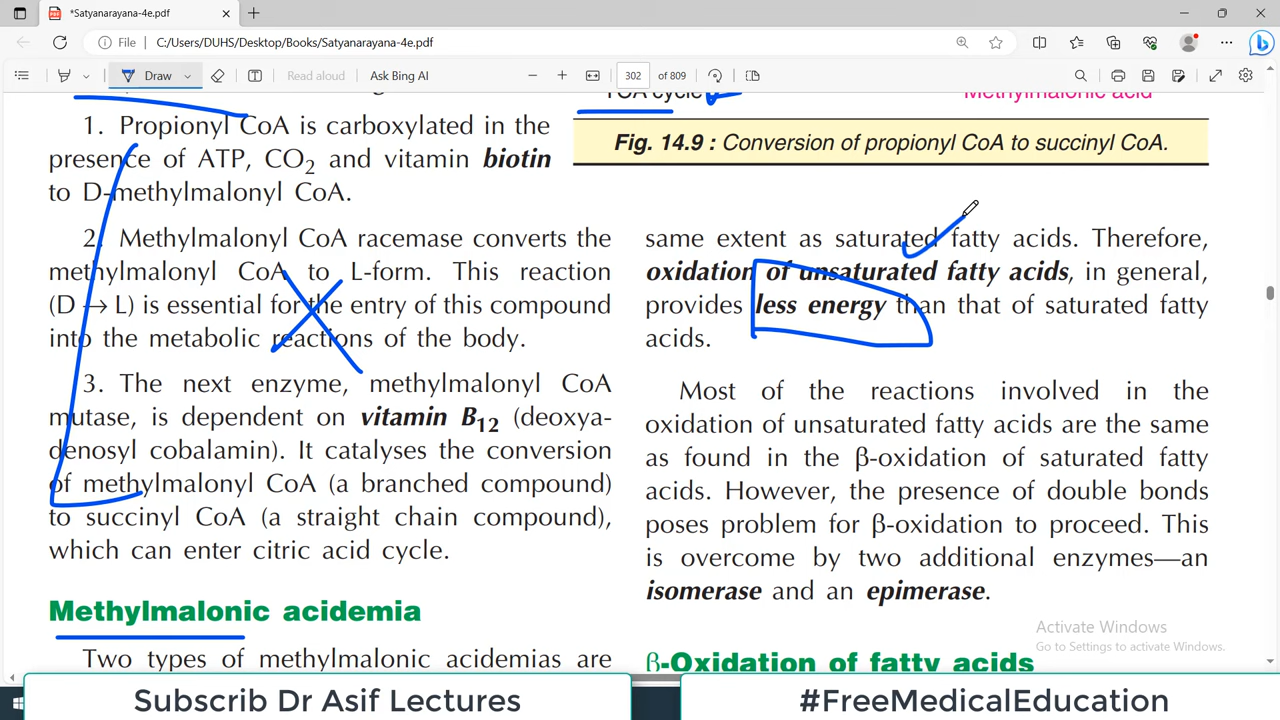 *Satyanarayana-4e.pdf
File
C:/Users/DUHS/Desktop/Books/Satyanarayana-4e.pdf
Draw
Read aloud
Ask Bing AI
302
of 809
1. Propionyl CoA is carboxylated in the
presence of ATP, CO2 and vitamin biotin
to D-methylmalonyl CoA.
2. Methylmalonyl CoA racemase converts the
methylmalonyl CoA to L-form. This reaction
(D → L) is essential for the entry of this compound
into the metabolic reactions of the body.
3. The next enzyme, methylmalonyl CoA
mutase, is dependent on vitamin B12 (deoxya-
denosyl cobalamin). It catalyses the conversion
of methylmalonyl CoA (a branched compound)
to succinyl CoA (a straight chain compound),
which can enter citric acid cycle.
Methylmalonic acidemia
Two types of methylmalonic acidemias are
TCA cycle
Methylmalonic acid
Fig. 14.9 : Conversion of propionyl CoA to succinyl CoA.
same extent as saturated fatty acids. Therefore,
oxidation of unsaturated fatty acids, in general,
provides less energy than that of saturated fatty
acids.
Most of the reactions involved in the
oxidation of unsaturated fatty acids are the same
as found in the β-oxidation of saturated fatty
acids. However, the presence of double bonds
poses problem for β-oxidation to proceed. This
is overcome by two additional enzymes—an
isomerase and an epimerase.
β-Oxidation of fatty acids
Activate Windows
Go to Settings to activate Windows.
Subscrib Dr Asif Lectures
#FreeMedicalEducation